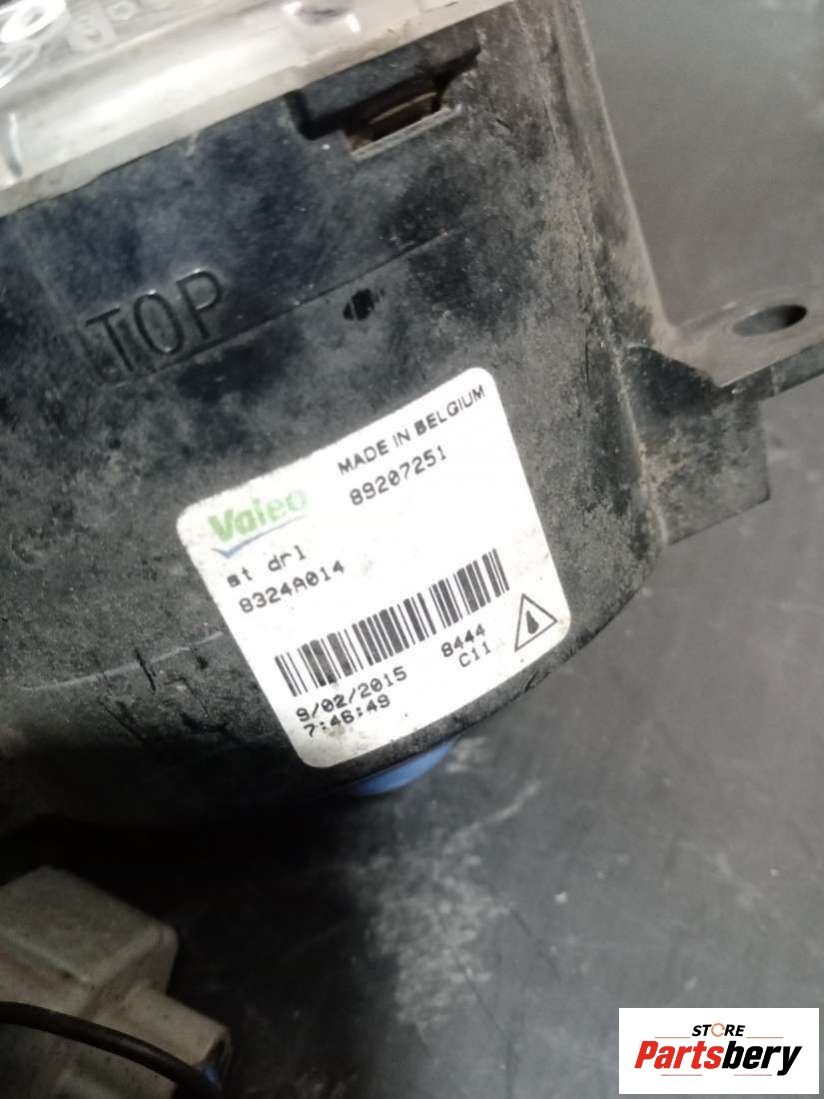 TOP
MADE IN BELGIUM
89207251
Valeo
st drl
8324A014
8444
C11
9/02/2015
7:46:49
STORE
Partsbery